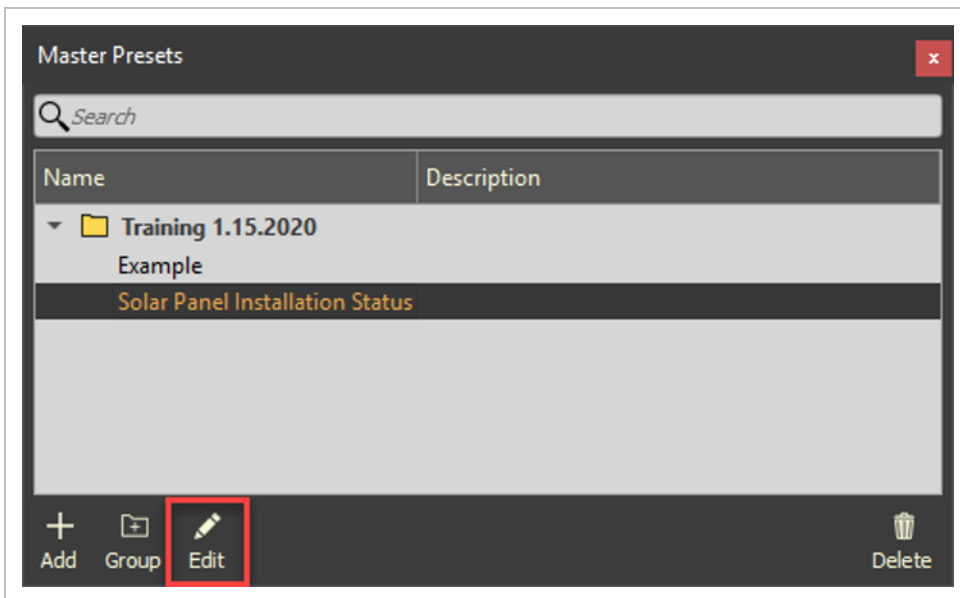 Master Presets
x
Search
Name Description
Training 1.15.2020
Example
Solar Panel Installation Status
Add Group Edit Delete